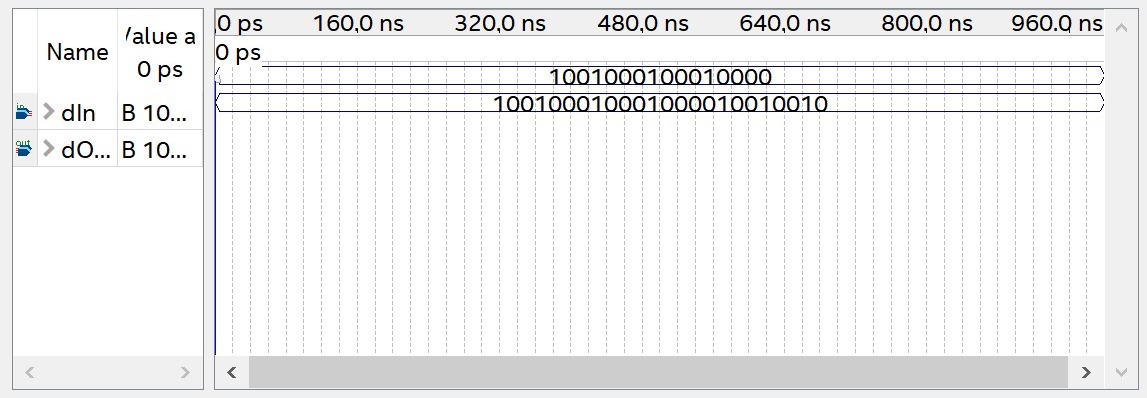 Name
Value a
0 ps
0 ps 160,0 ns 320,0 ns 480,0 ns 640,0 ns 800,0 ns 960,0 ns
0 ps
1001000100010000
dIn B 10...
100100010001000010010010
dO... B 10...